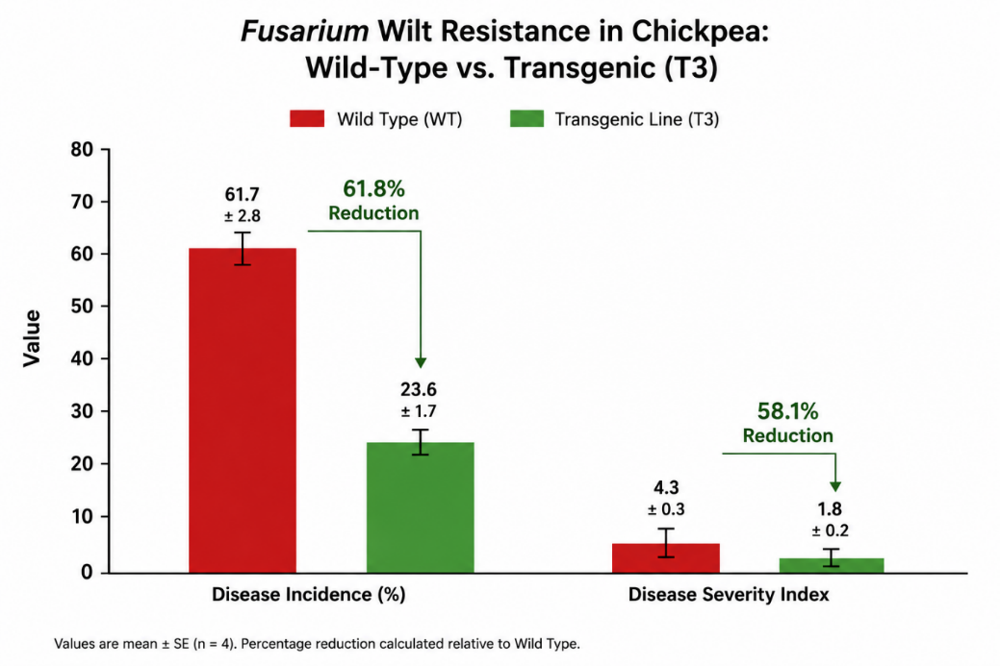 Fusarium Wilt Resistance in Chickpea:
Wild-Type vs. Transgenic (T3)
Wild Type (WT)
Transgenic Line (T3)
80
70
60
50
40
30
20
10
0
Value
61.7
± 2.8
61.8%
Reduction
23.6
± 1.7
4.3
± 0.3
58.1%
Reduction
1.8
± 0.2
Disease Incidence (%)
Disease Severity Index
Values are mean ± SE (n = 4). Percentage reduction calculated relative to Wild Type.